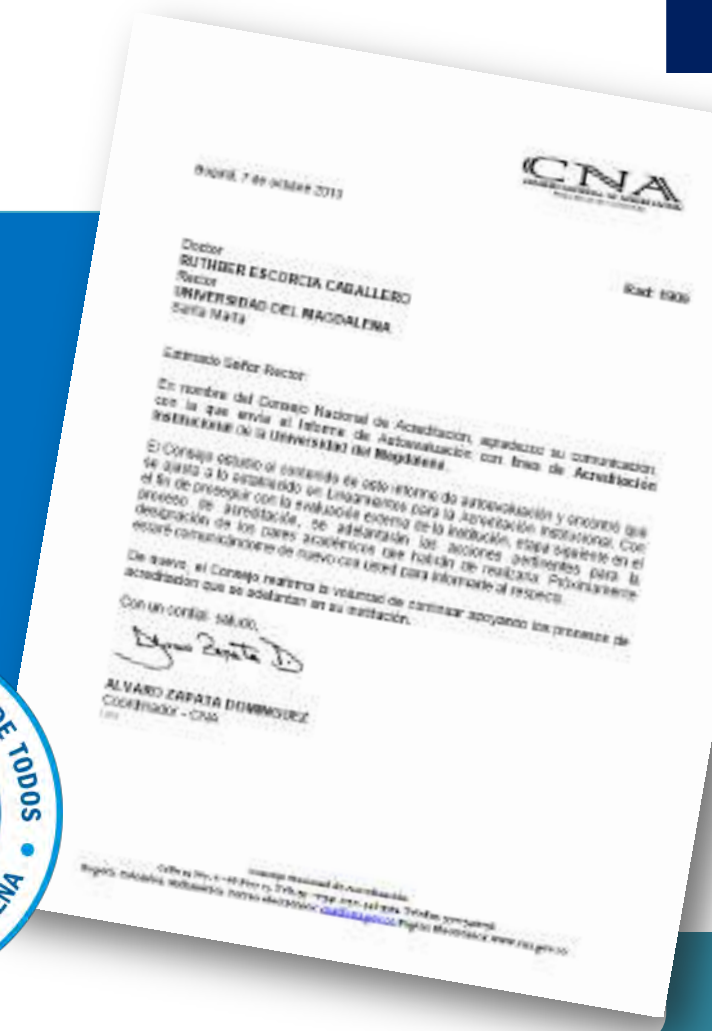 Bogotá, 7 de octubre 2013
CNA
Doctor
RUTHBER ESCORCIA CABALLERO
Rector
UNIVERSIDAD DEL MAGDALENA
Santa Marta
Rad:
Estimado Señor Rector:
En nombre del Consejo Nacional de Acreditación, agradezco su comunicación,
con la que envía el Informe de Autoevaluación con fines de Acreditación
Institucional de la Universidad del Magdalena.
El Consejo estudió el contenido de este informe de autoevaluación y encontró que
se ajusta a lo establecido en Lineamientos para la Acreditación Institucional. Con
el fin de proseguir con la evaluación externa de la institución, etapa siguiente en el
proceso de acreditación, se adelantarán las acciones pertinentes para la
designación de los pares académicos que habrán de realizarla. Próximamente
estaré comunicándome de nuevo con usted para informarle al respecto.
De nuevo, el Consejo reafirma la voluntad de continuar apoyando los procesos de
acreditación que se adelantan en su institución.
Con un cordial saludo,
Alvaro Zapata D.
ALVARO ZAPATA DOMINGUEZ
Coordinador - CNA
Consejo Nacional de Acreditación
DE TODOS